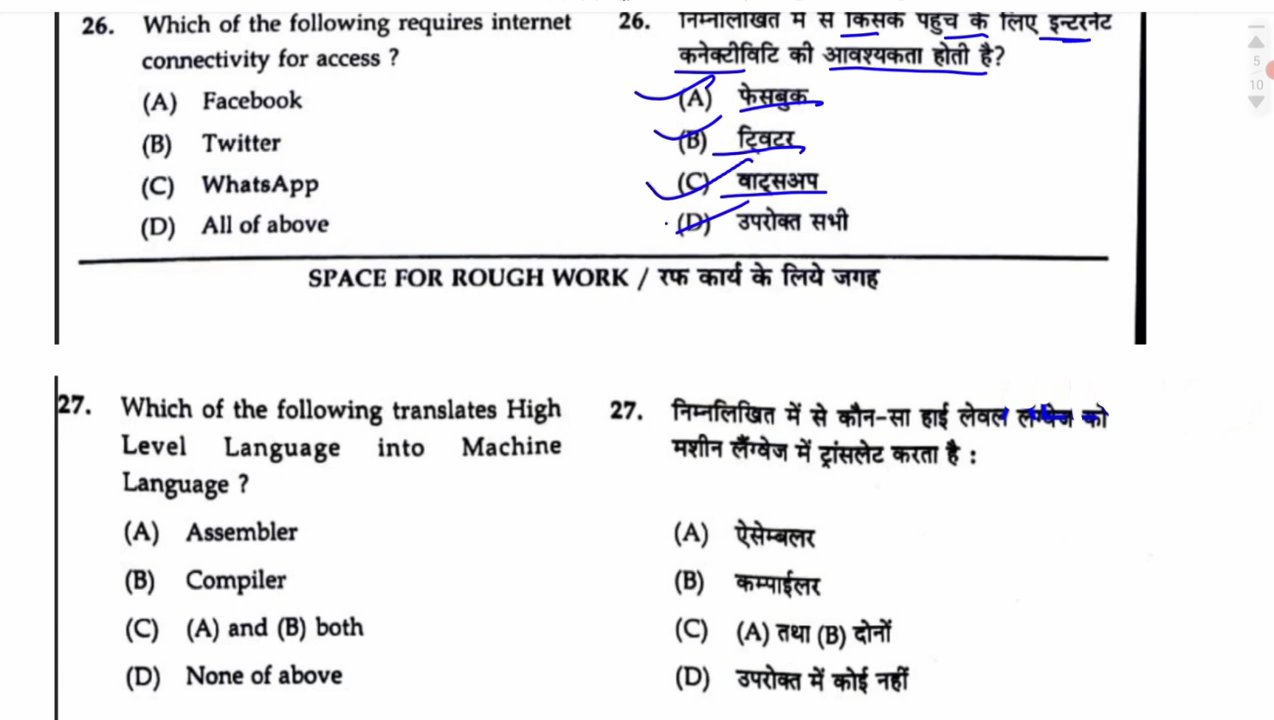 26. Which of the following requires internet
connectivity for access ?
(A) Facebook
(B) Twitter
(C) WhatsApp
(D) All of above
26. निम्नलिखित में से किसके पहुंच के लिए इन्टरनेट
कनेक्टीविटि की आवश्यकता होती है?
(A) फेसबुक
(B) ट्विटर
(C) वाट्सअप
(D) उपरोक्त सभी
SPACE FOR ROUGH WORK / रफ कार्य के लिये जगह
27. Which of the following translates High
Level Language into Machine
Language ?
(A) Assembler
(B) Compiler
(C) (A) and (B) both
(D) None of above
27. निम्नलिखित में से कौन-सा हाई लेवल लैंग्वेज को
मशीन लैंग्वेज में ट्रांसलेट करता है :
(A) ऐसेम्बलर
(B) कम्पाईलर
(C) (A) तथा (B) दोनों
(D) उपरोक्त में कोई नहीं
5
10